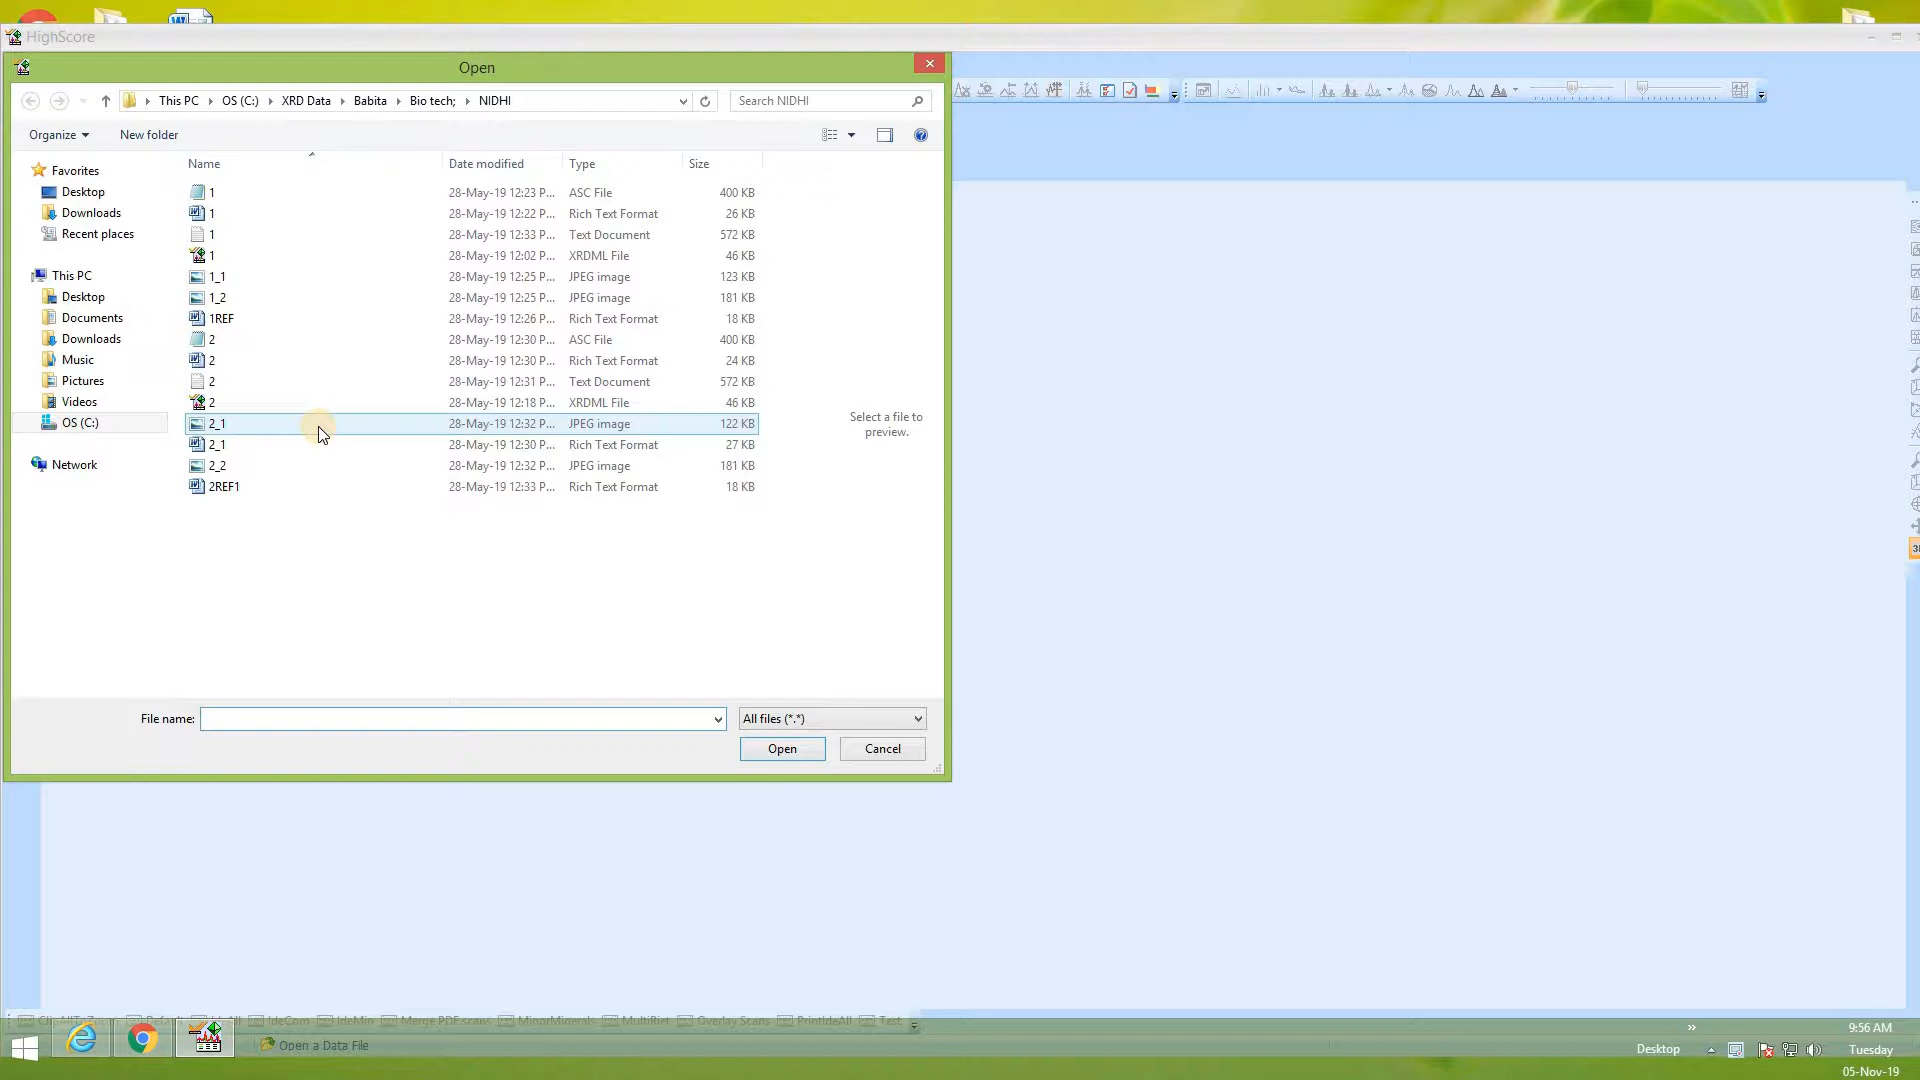 HighScore
Open
This PC OS (C:) XRD Data Babita Bio tech; NIDHI
Search NIDHI
Organize New folder
Name Date modified Type Size
Favorites
Desktop
Downloads
Recent places
This PC
Desktop
Documents
Downloads
Music
Pictures
Videos
OS (C:)
Network
1 28-May-19 12:23 P... ASC File 400 KB
1 28-May-19 12:22 P... Rich Text Format 26 KB
1 28-May-19 12:33 P... Text Document 572 KB
1 28-May-19 12:02 P... XRDML File 46 KB
1_1 28-May-19 12:25 P... JPEG image 123 KB
1_2 28-May-19 12:25 P... JPEG image 181 KB
1REF 28-May-19 12:26 P... Rich Text Format 18 KB
2 28-May-19 12:30 P... ASC File 400 KB
2 28-May-19 12:30 P... Rich Text Format 24 KB
2 28-May-19 12:31 P... Text Document 572 KB
2 28-May-19 12:18 P... XRDML File 46 KB
2_1 28-May-19 12:32 P... JPEG image 122 KB
2_1 28-May-19 12:30 P... Rich Text Format 27 KB
2_2 28-May-19 12:32 P... JPEG image 181 KB
2REF1 28-May-19 12:33 P... Rich Text Format 18 KB
Select a file to
preview.
File name: All files (*.*)
Open Cancel
IdeCom IdeMin Merge PDF scans MinorMinerals MultiRiet Overlay Scans PrintIdeAll Test
Open a Data File
9:56 AM
Desktop Tuesday
05-Nov-19